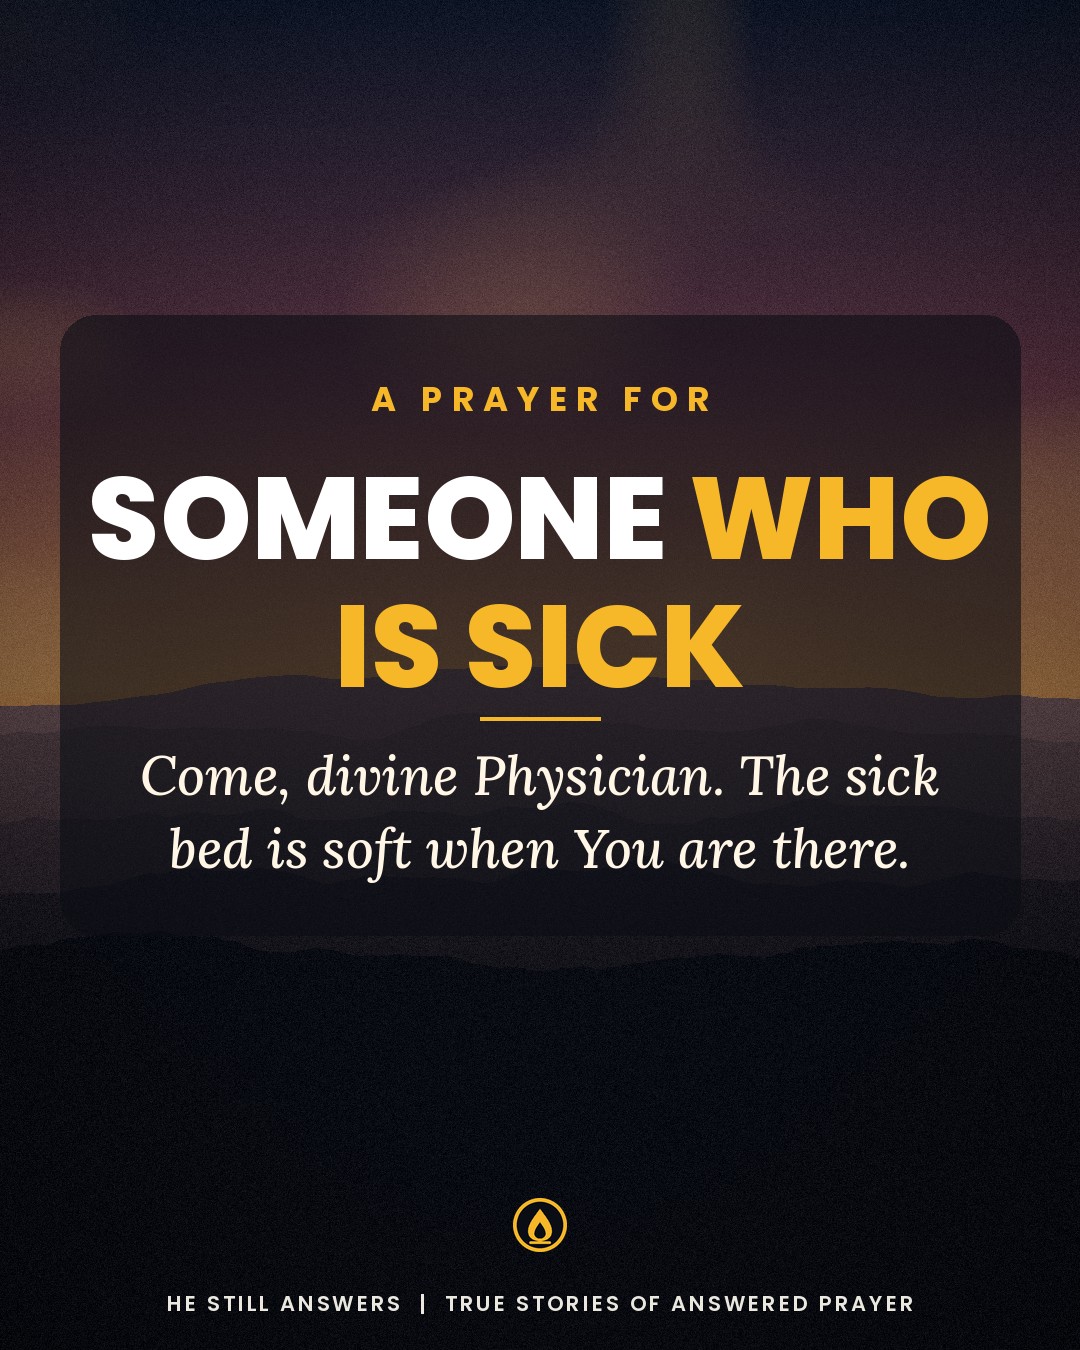 A PRAYER FOR
SOMEONE WHO
IS SICK
Come, divine Physician. The sick
bed is soft when You are there.
HE STILL ANSWERS | TRUE STORIES OF ANSWERED PRAYER